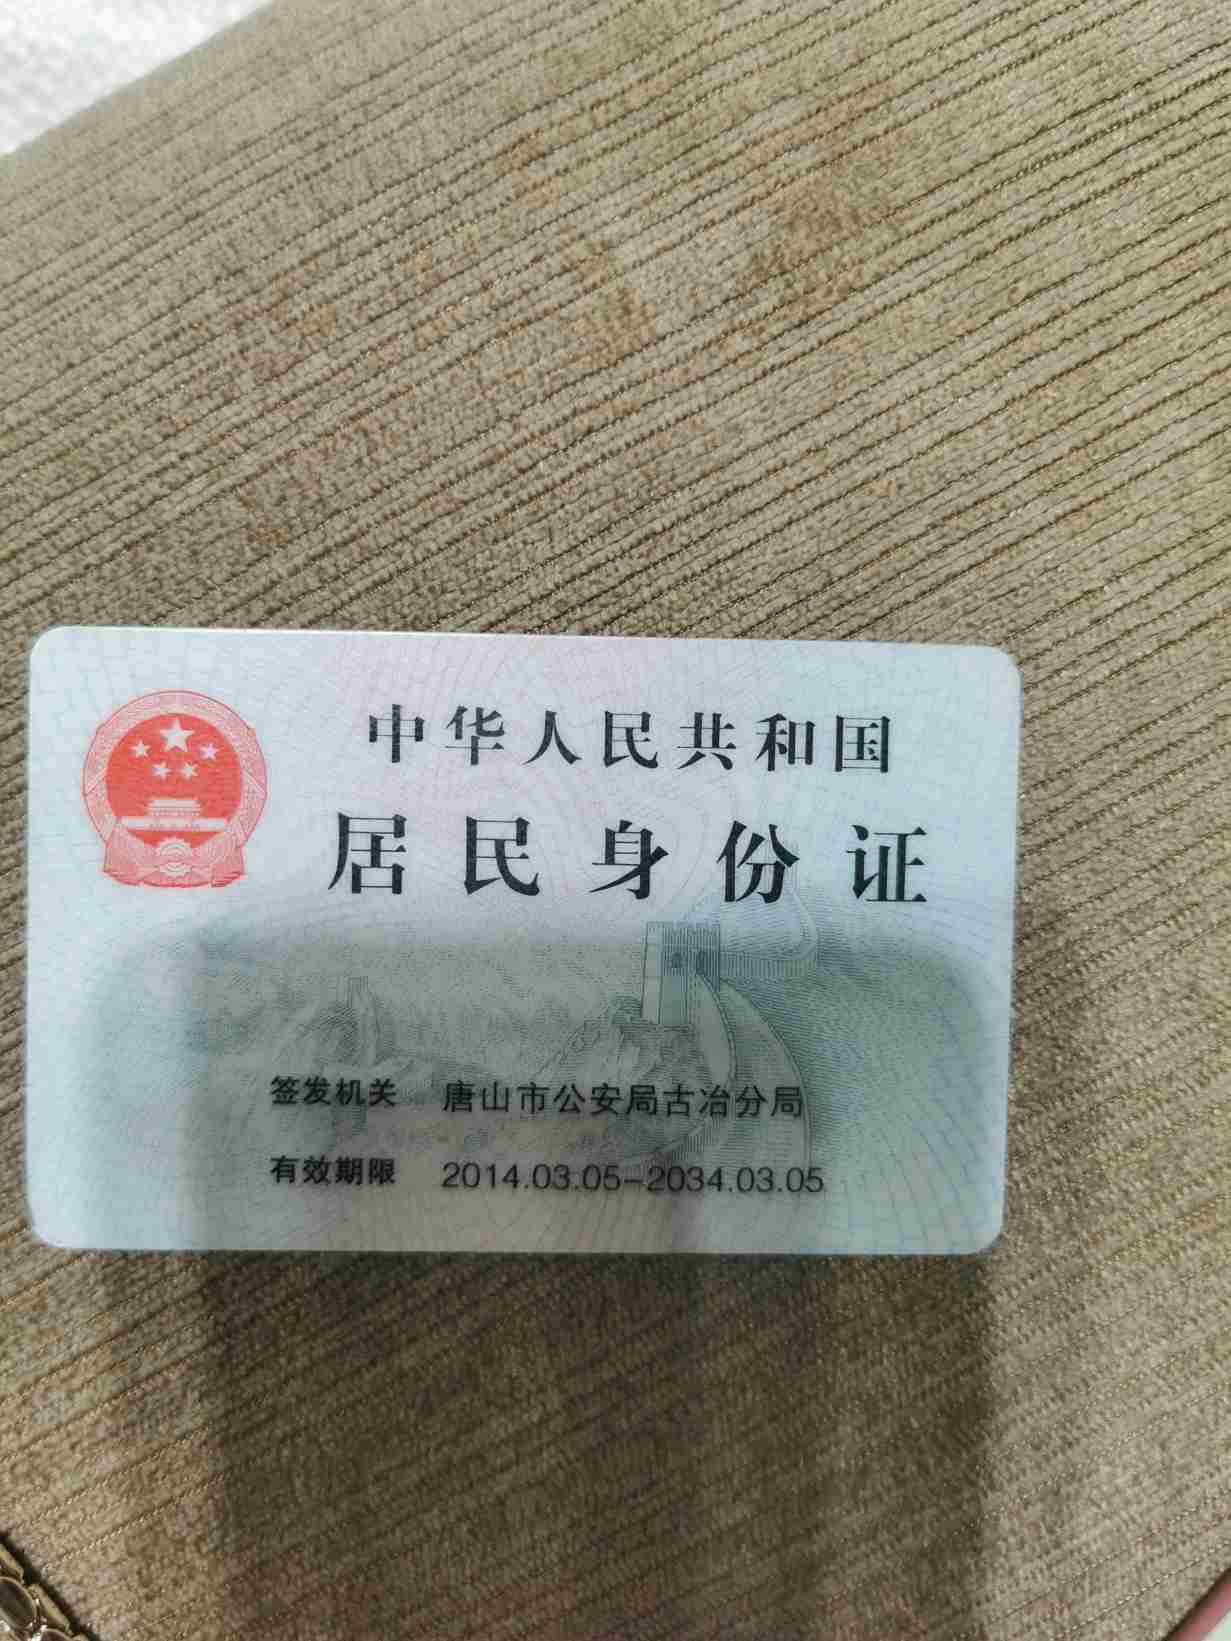 中华人民共和国
居民身份证
签发机关 唐山市公安局古冶分局
有效期限 2014.03.05-2034.03.05